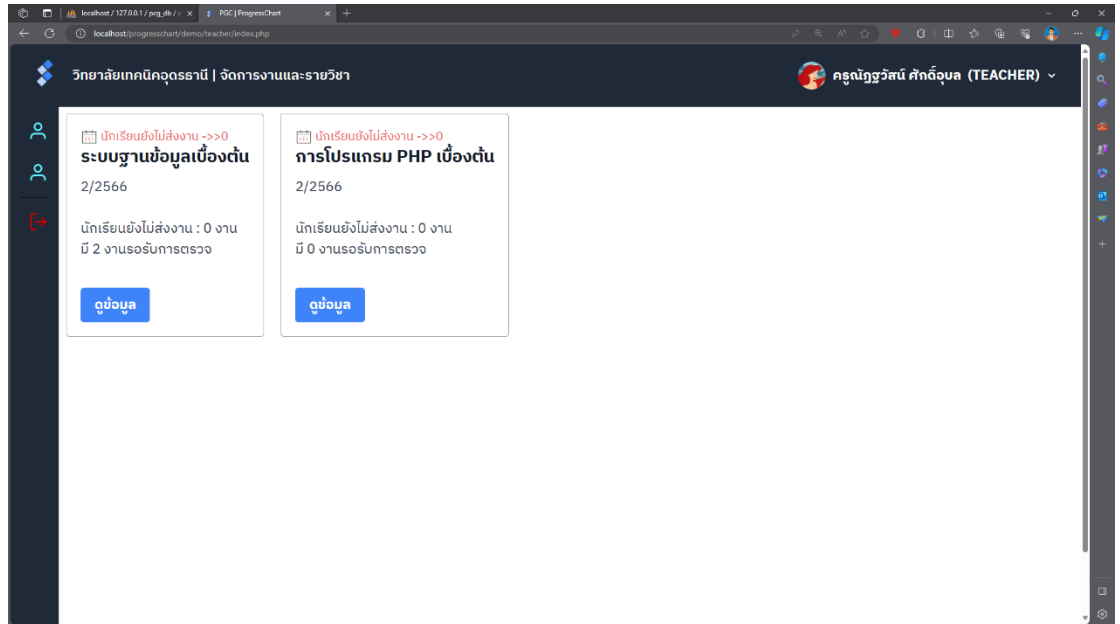 localhost / 127.0.0.1 / prg_db / p
PGC | ProgressChart
localhost/progresschart/demo/teacher/index.php
วิทยาลัยเทคนิคอุดรธานี | จัดการงานและรายวิชา
ครูณัฏฐวัสน์ ศักดิ์อุบล (TEACHER)
นักเรียนยังไม่ส่งงาน ->>0
ระบบฐานข้อมูลเบื้องต้น
2/2566
นักเรียนยังไม่ส่งงาน : 0 งาน
มี 2 งานรอรับการตรวจ
ดูข้อมูล
นักเรียนยังไม่ส่งงาน ->>0
การโปรแกรม PHP เบื้องต้น
2/2566
นักเรียนยังไม่ส่งงาน : 0 งาน
มี 0 งานรอรับการตรวจ
ดูข้อมูล